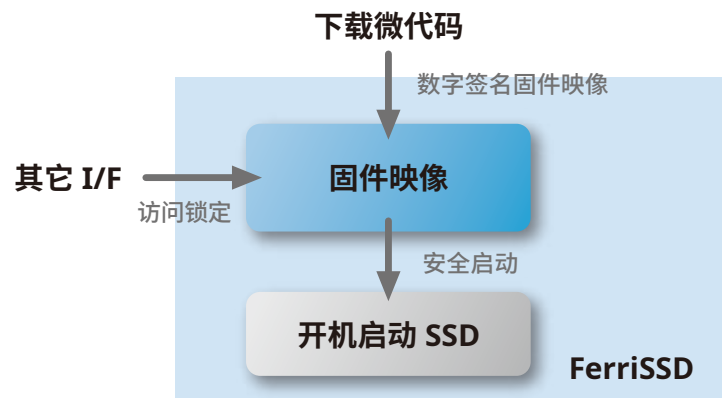 下载微代码
数字签名固件映像
其它 I/F
固件映像
访问锁定
安全启动
开机启动 SSD
FerriSSD